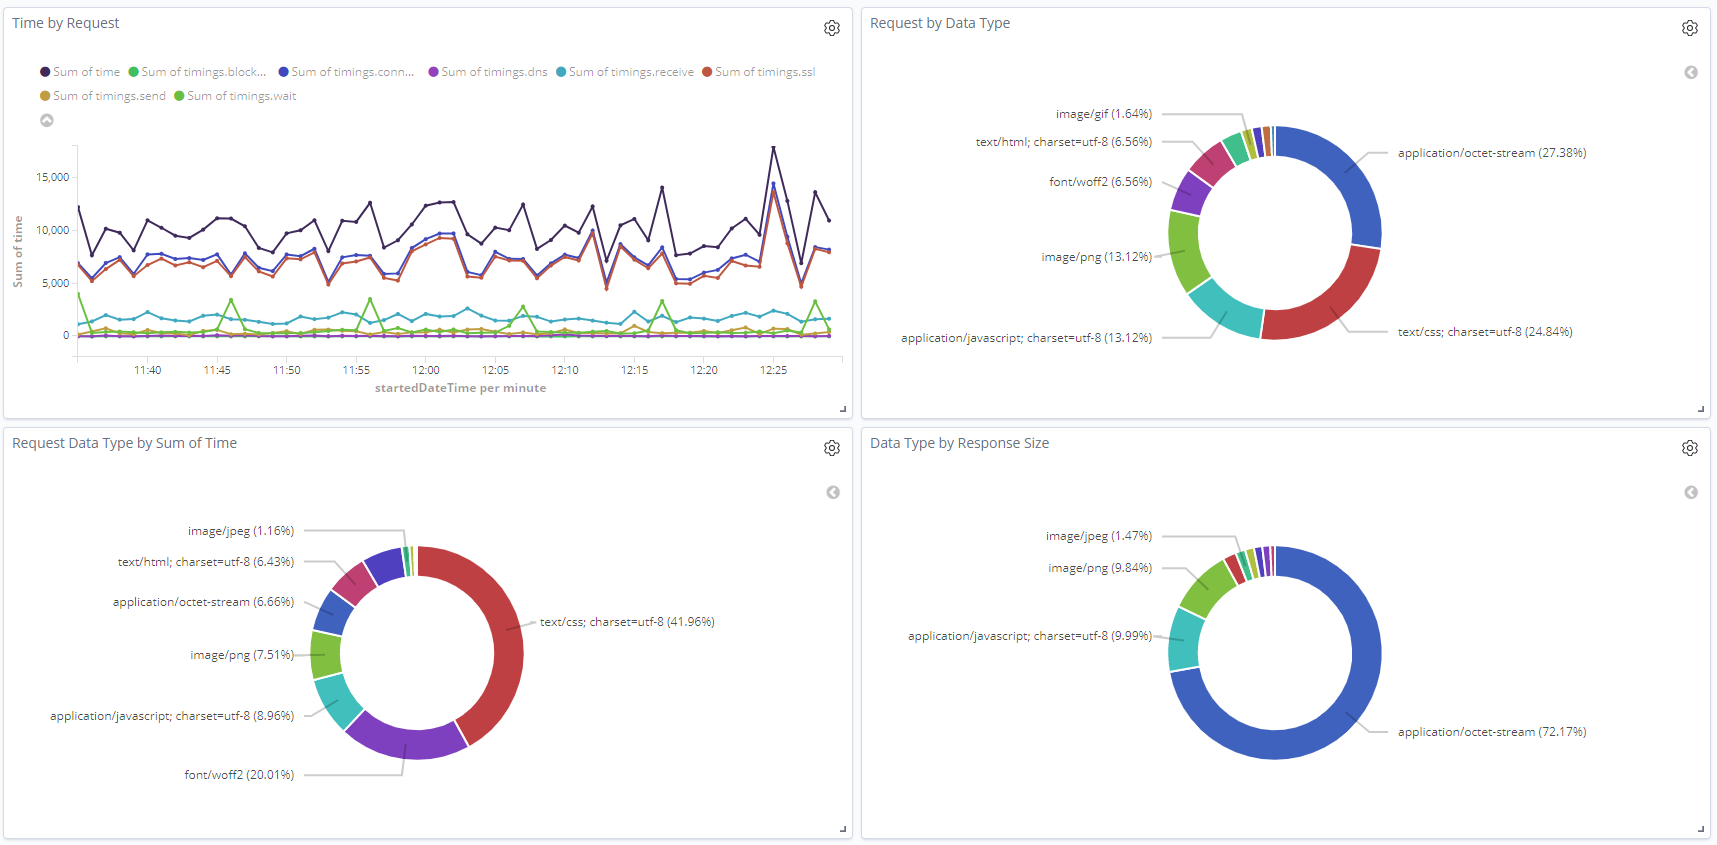 Time by Request
Sum of time Sum of timings.block... Sum of timings.conn... Sum of timings.dns Sum of timings.receive Sum of timings.ssl
Sum of timings.send Sum of timings.wait
Sum of time
15,000
10,000
5,000
0
11:40 11:45 11:50 11:55 12:00 12:05 12:10 12:15 12:20 12:25
startedDateTime per minute
Request by Data Type
image/gif (1.64%)
text/html; charset=utf-8 (6.56%)
application/octet-stream (27.38%)
font/woff2 (6.56%)
image/png (13.12%)
text/css; charset=utf-8 (24.84%)
application/javascript; charset=utf-8 (13.12%)
Request Data Type by Sum of Time
image/jpeg (1.16%)
text/html; charset=utf-8 (6.43%)
application/octet-stream (6.66%)
text/css; charset=utf-8 (41.96%)
image/png (7.51%)
application/javascript; charset=utf-8 (8.96%)
font/woff2 (20.01%)
Data Type by Response Size
image/jpeg (1.47%)
image/png (9.84%)
application/javascript; charset=utf-8 (9.99%)
application/octet-stream (72.17%)